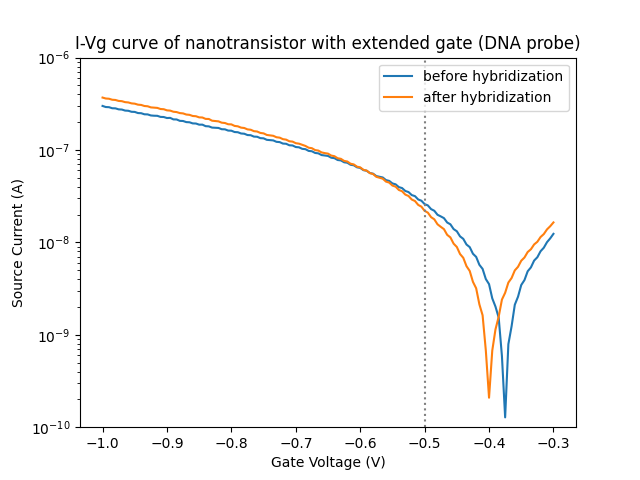 I-Vg curve of nanotransistor with extended gate (DNA probe)
before hybridization
after hybridization
Source Current (A)
10⁻⁶
10⁻⁷
10⁻⁸
10⁻⁹
10⁻¹⁰
−1.0 −0.9 −0.8 −0.7 −0.6 −0.5 −0.4 −0.3
Gate Voltage (V)